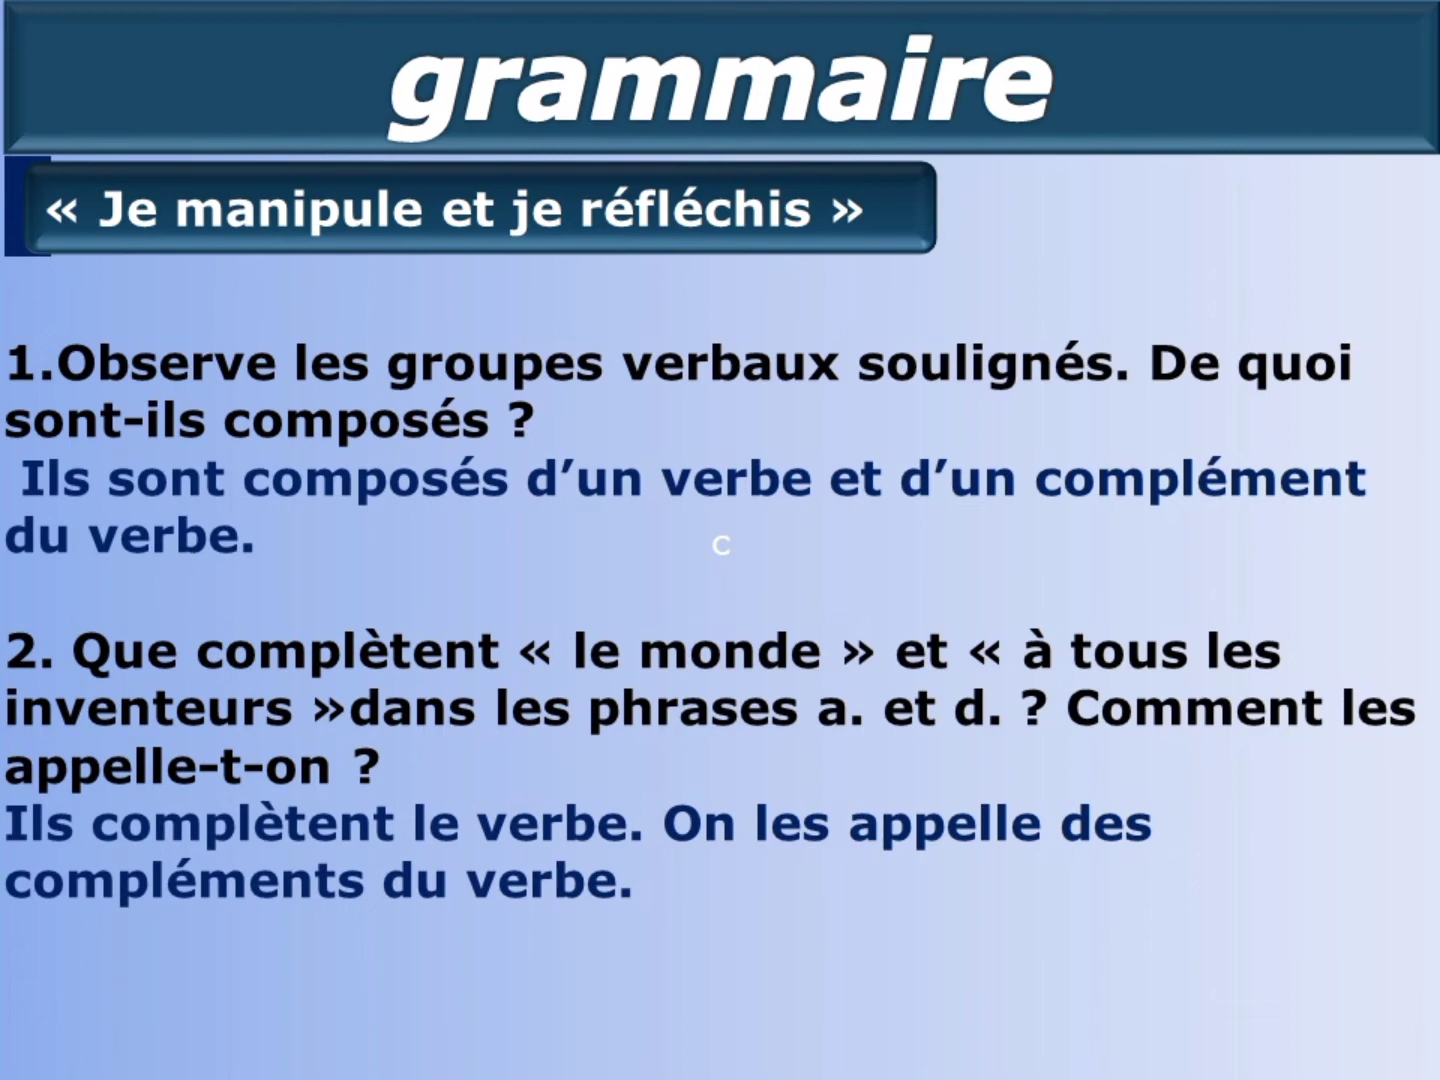 grammaire
« Je manipule et je réfléchis »
1.Observe les groupes verbaux soulignés. De quoi
sont-ils composés ?
Ils sont composés d’un verbe et d’un complément
du verbe.
c
2. Que complètent « le monde » et « à tous les
inventeurs »dans les phrases a. et d. ? Comment les
appelle-t-on ?
Ils complètent le verbe. On les appelle des
compléments du verbe.